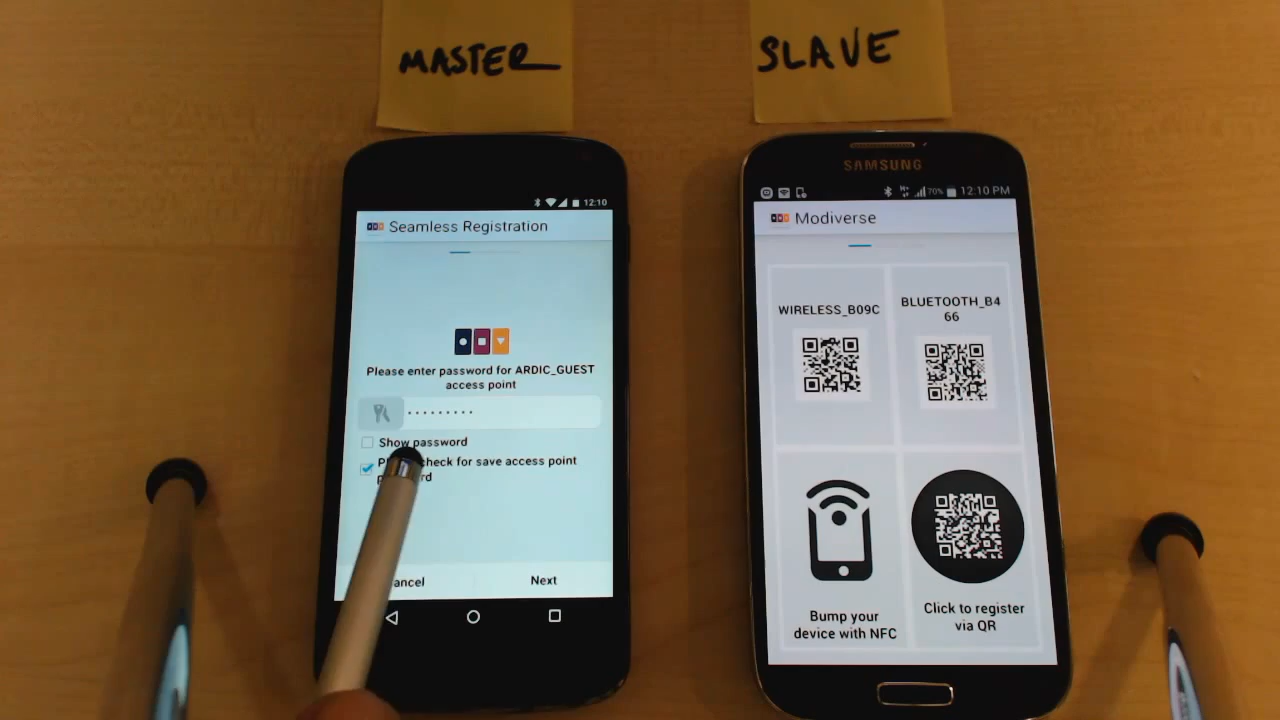 MASTER
SLAVE
12:10
Seamless Registration
Please enter password for ARDIC_GUEST
access point
Show password
check for save access point
Next
SAMSUNG
70% 12:10 PM
Modiverse
WIRELESS_B09C
BLUETOOTH_B4
66
Bump your
device with NFC
Click to register
via QR